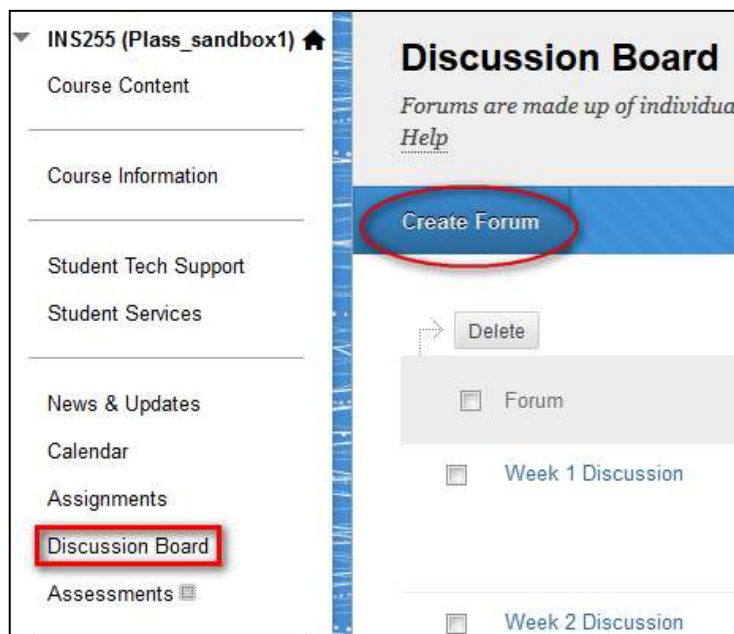 INS255 (Plass_sandbox1)
Course Content
Course Information
Student Tech Support
Student Services
News & Updates
Calendar
Assignments
Discussion Board
Assessments
Discussion Board
Forums are made up of individua
Help
Create Forum
Delete
Forum
Week 1 Discussion
Week 2 Discussion